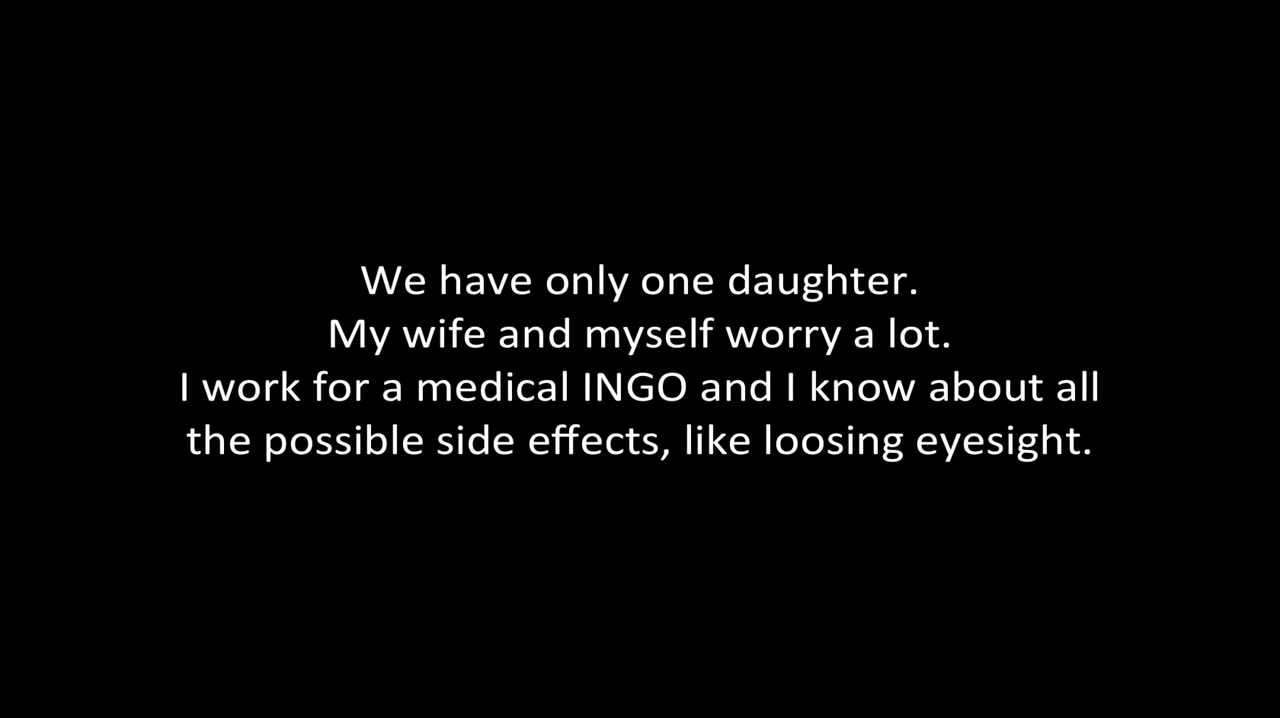 We have only one daughter.
My wife and myself worry a lot.
I work for a medical INGO and I know about all
the possible side effects, like loosing eyesight.